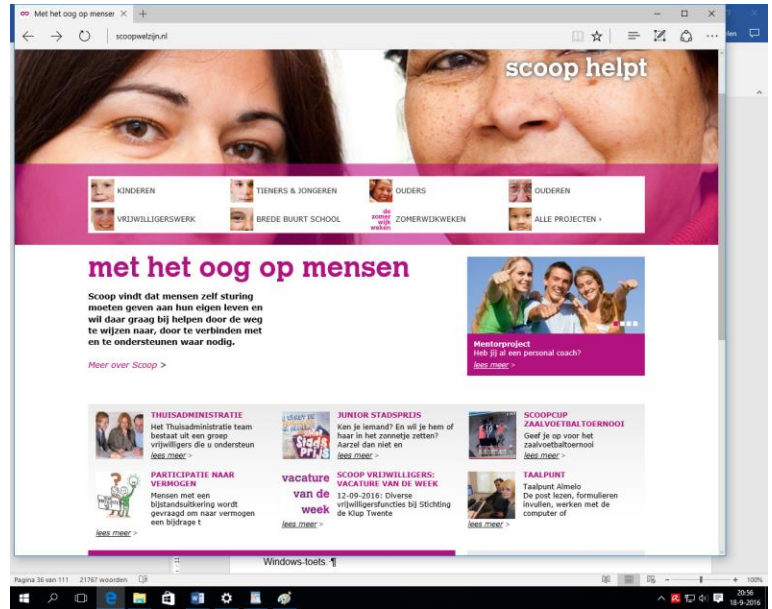 Met het oog op menser
scoopwelzijn.nl
len
scoop helpt
KINDEREN
TIENERS & JONGEREN
OUDERS
OUDEREN
VRIJWILLIGERSWERK
BREDE BUURT SCHOOL
de
zomer
wijk
weken
ZOMERWIJKWEKEN
ALLE PROJECTEN ›
met het oog op mensen
Scoop vindt dat mensen zelf sturing
moeten geven aan hun eigen leven en
wil daar graag bij helpen door de weg
te wijzen naar, door te verbinden met
en te ondersteunen waar nodig.
Meer over Scoop >
Mentorproject
Heb jij al een personal coach?
lees meer >
THUISADMINISTRATIE
Het Thuisadministratie team
bestaat uit een groep
vrijwilligers die u ondersteun
lees meer >
JUNIOR STADSPRIJS
Ken je iemand? En wil je hem of
haar in het zonnetje zetten?
Aarzel dan niet en
lees meer >
SCOOPCUP
ZAALVOETBALTOERNOOI
Geef je op voor het
zaalvoetbaltoernooi
lees meer >
PARTICIPATIE NAAR
VERMOGEN
Mensen met een
bijstandsuitkering wordt
gevraagd om naar vermogen
een bijdrage t
lees meer >
vacature
van de
week
SCOOP VRIJWILLIGERS:
VACATURE VAN DE WEEK
12-09-2016: Diverse
vrijwilligersfuncties bij Stichting
de Klup Twente
lees meer >
TAALPUNT
Taalpunt Almelo
De post lezen, formulieren
invullen, werken met de
computer of
lees meer >
Windows-toets. ¶
Pagina 36 van 111 21767 woorden
100%
20:56
18-9-2016